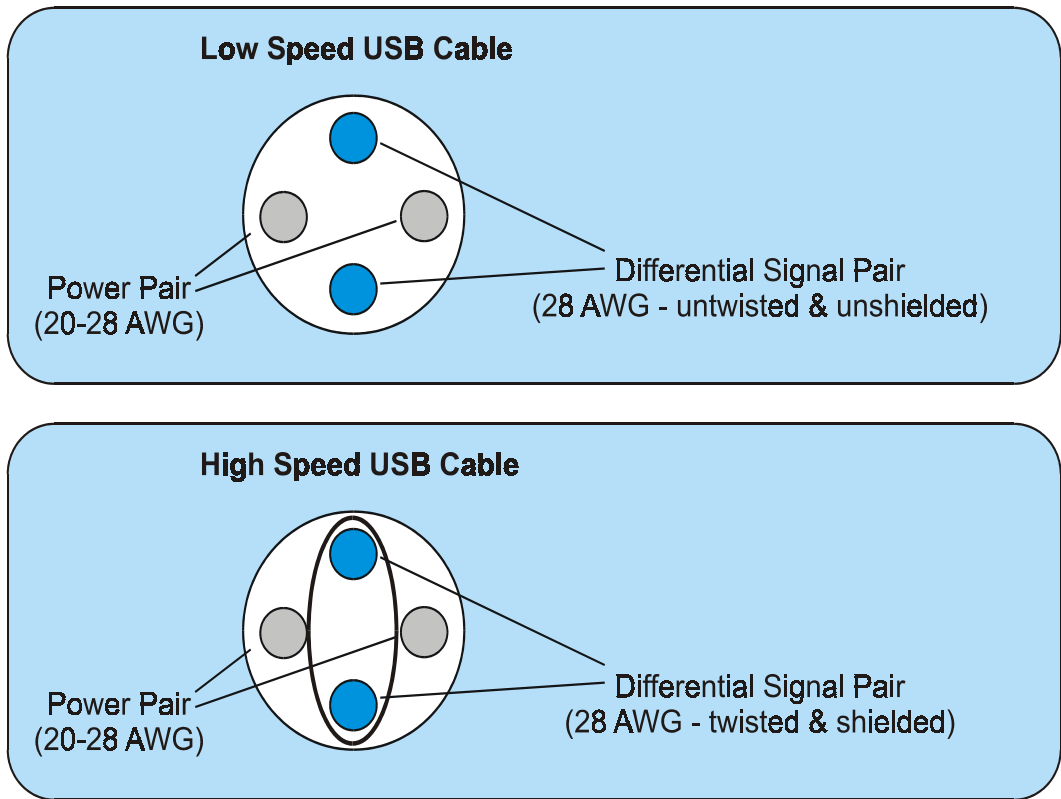 Low Speed USB Cable
Power Pair
(20-28 AWG)
Differential Signal Pair
(28 AWG - untwisted & unshielded)
High Speed USB Cable
Power Pair
(20-28 AWG)
Differential Signal Pair
(28 AWG - twisted & shielded)